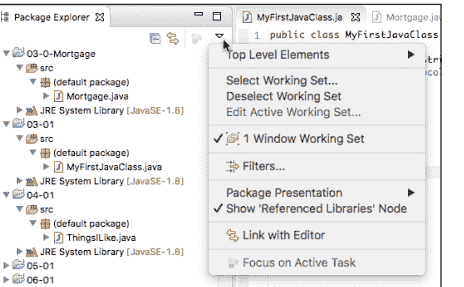 Package Explorer
MyFirstJavaClass.ja
Mortgage.jav
1 public class MyFirstJavaClass
03-0-Mortgage
src
(default package)
Mortgage.java
JRE System Library [JavaSE-1.8]
03-01
src
(default package)
MyFirstJavaClass.java
JRE System Library [JavaSE-1.8]
04-01
src
(default package)
ThingsILike.java
JRE System Library [JavaSE-1.8]
05-01
06-01
Top Level Elements
Select Working Set...
Deselect Working Set
Edit Active Working Set...
1 Window Working Set
Filters...
Package Presentation
Show 'Referenced Libraries' Node
Link with Editor
Focus on Active Task